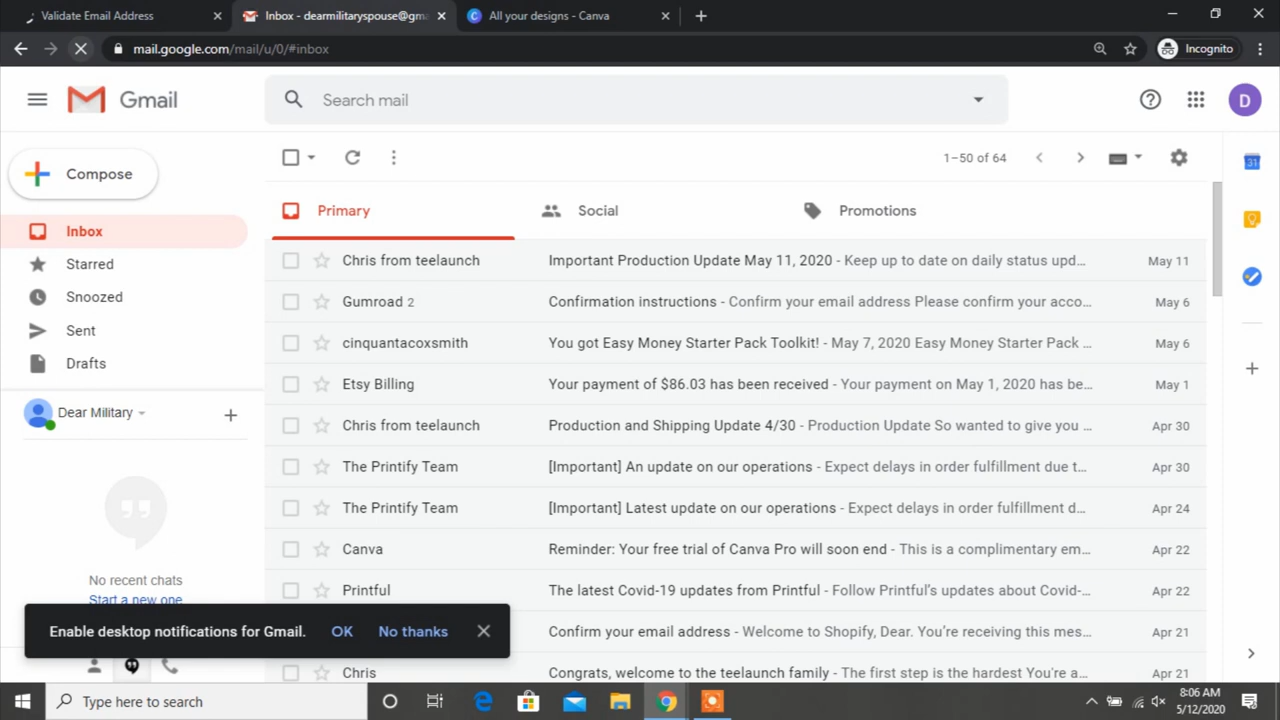 Validate Email Address
Inbox - dearmilitaryspouse@gma
All your designs - Canva
mail.google.com/mail/u/0/#inbox
Incognito
Gmail
Search mail
D
Compose
1–50 of 64
31
Primary
Social
Promotions
Inbox
Starred
Snoozed
Sent
Drafts
Dear Military
No recent chats
Start a new one
Chris from teelaunch Important Production Update May 11, 2020 - Keep up to date on daily status upd… May 11
Gumroad 2 Confirmation instructions - Confirm your email address Please confirm your acco… May 6
cinquantacoxsmith You got Easy Money Starter Pack Toolkit! - May 7, 2020 Easy Money Starter Pack … May 6
Etsy Billing Your payment of $86.03 has been received - Your payment on May 1, 2020 has be… May 1
Chris from teelaunch Production and Shipping Update 4/30 - Production Update So wanted to give you … Apr 30
The Printify Team [Important] An update on our operations - Expect delays in order fulfillment due t… Apr 30
The Printify Team [Important] Latest update on our operations - Expect delays in order fulfillment d… Apr 24
Canva Reminder: Your free trial of Canva Pro will soon end - This is a complimentary em… Apr 22
Printful The latest Covid-19 updates from Printful - Follow Printful's updates about Covid-… Apr 22
Confirm your email address - Welcome to Shopify, Dear. You're receiving this mes… Apr 21
Chris Congrats, welcome to the teelaunch family - The first step is the hardest You're a… Apr 21
Enable desktop notifications for Gmail. OK No thanks
Type here to search
8:06 AM
5/12/2020